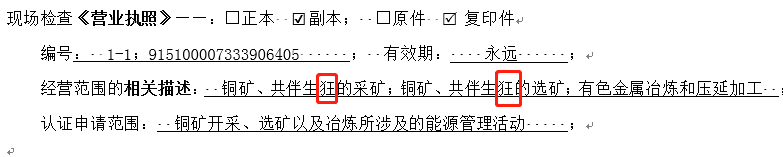 现场检查《营业执照》——：□正本 ☑副本； □原件 ☑ 复印件
编号： 1-1；915100007333906405 ； 有效期： 永远 ；
经营范围的相关描述： 铜矿、共伴生狂的采矿；铜矿、共伴生狂的选矿；有色金属冶炼和压延加工 ；
认证申请范围： 铜矿开采、选矿以及冶炼所涉及的能源管理活动 ；